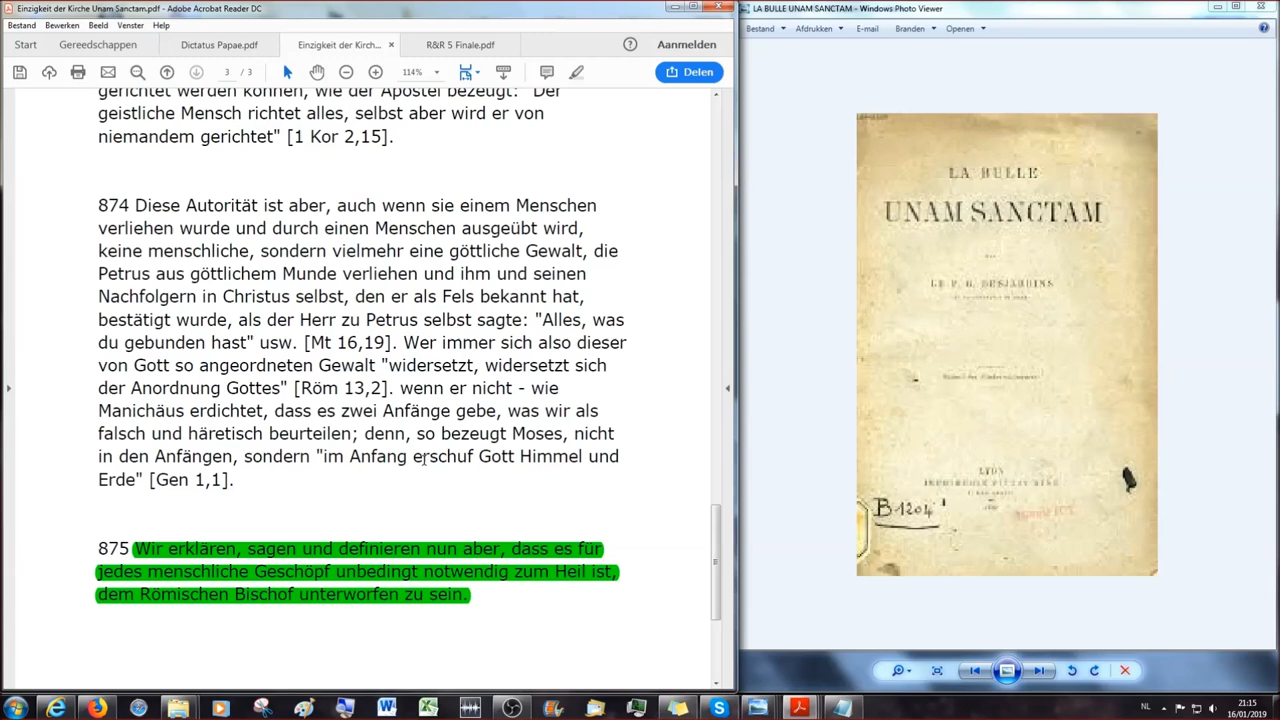 Einzigkeit der Kirche Unam Sanctam.pdf - Adobe Acrobat Reader DC
Bestand Bewerken Beeld Venster Help
Start Gereedschappen Dictatus Papae.pdf Einzigkeit der Kirch... × R&R 5 Finale.pdf Aanmelden
3 / 3 114% Delen
gerichtet werden können, wie der Apostel bezeugt: "Der
geistliche Mensch richtet alles, selbst aber wird er von
niemandem gerichtet" [1 Kor 2,15].
874 Diese Autorität ist aber, auch wenn sie einem Menschen
verliehen wurde und durch einen Menschen ausgeübt wird,
keine menschliche, sondern vielmehr eine göttliche Gewalt, die
Petrus aus göttlichem Munde verliehen und ihm und seinen
Nachfolgern in Christus selbst, den er als Fels bekannt hat,
bestätigt wurde, als der Herr zu Petrus selbst sagte: "Alles, was
du gebunden hast" usw. [Mt 16,19]. Wer immer sich also dieser
von Gott so angeordneten Gewalt "widersetzt, widersetzt sich
der Anordnung Gottes" [Röm 13,2]. wenn er nicht - wie
Manichäus erdichtet, dass es zwei Anfänge gebe, was wir als
falsch und häretisch beurteilen; denn, so bezeugt Moses, nicht
in den Anfängen, sondern "im Anfang erschuf Gott Himmel und
Erde" [Gen 1,1].
875 Wir erklären, sagen und definieren nun aber, dass es für
jedes menschliche Geschöpf unbedingt notwendig zum Heil ist,
dem Römischen Bischof unterworfen zu sein.
LA BULLE UNAM SANCTAM - Windows Photo Viewer
Bestand Afdrukken E-mail Branden Openen
LA BULLE
UNAM SANCTAM
LE P. G. DESJARDINS
LYON
B 1204
NL 21:15
16/01/2019